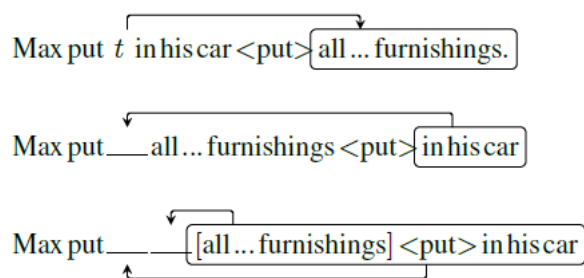 Max put t in his car <put> all ... furnishings.
Max put ___ all ... furnishings <put> in his car
Max put ___ ___ [all ... furnishings] <put> in his car